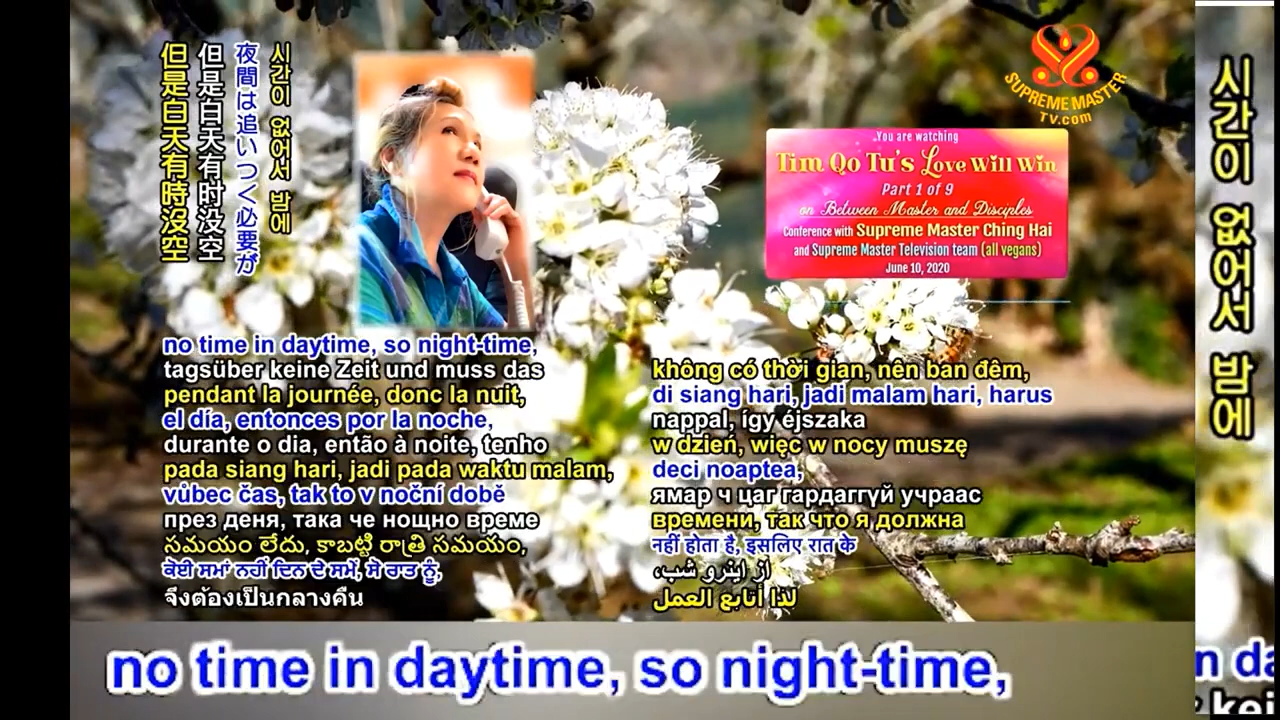 시간이 없어서 밤에
夜間は追いつく必要が
但是白天有时没空
但是白天有時沒空
SUPREME MASTER
TV.com
You are watching
Tim Qo Tu's Love Will Win
Part 1 of 9
on Between Master and Disciples
Conference with Supreme Master Ching Hai
and Supreme Master Television team (all vegans)
June 10, 2020
no time in daytime, so night-time,
tagsüber keine Zeit und muss das
pendant la journée, donc la nuit,
el día, entonces por la noche,
durante o dia, então à noite, tenho
pada siang hari, jadi pada waktu malam,
vůbec čas, tak to v noční době
през деня, така че нощно време
సమయం లేదు, కాబట్టి రాత్రి సమయం,
ਕੋਈ ਸਮਾਂ ਨਹੀਂ ਦਿਨ ਦੇ ਸਮੇਂ, ਸੋ ਰਾਤ ਨੂੰ,
จึงต้องเป็นกลางคืน
không có thời gian, nên ban đêm,
di siang hari, jadi malam hari, harus
nappal, így éjszaka
w dzień, więc w nocy muszę
deci noaptea,
ямар ч цаг гардаггүй учраас
времени, так что я должна
नहीं होता है, इसलिए रात के
از اینرو شب،
لذا أتابع العمل
no time in daytime, so night-time,
시간이 없어서 밤에
n da
kei